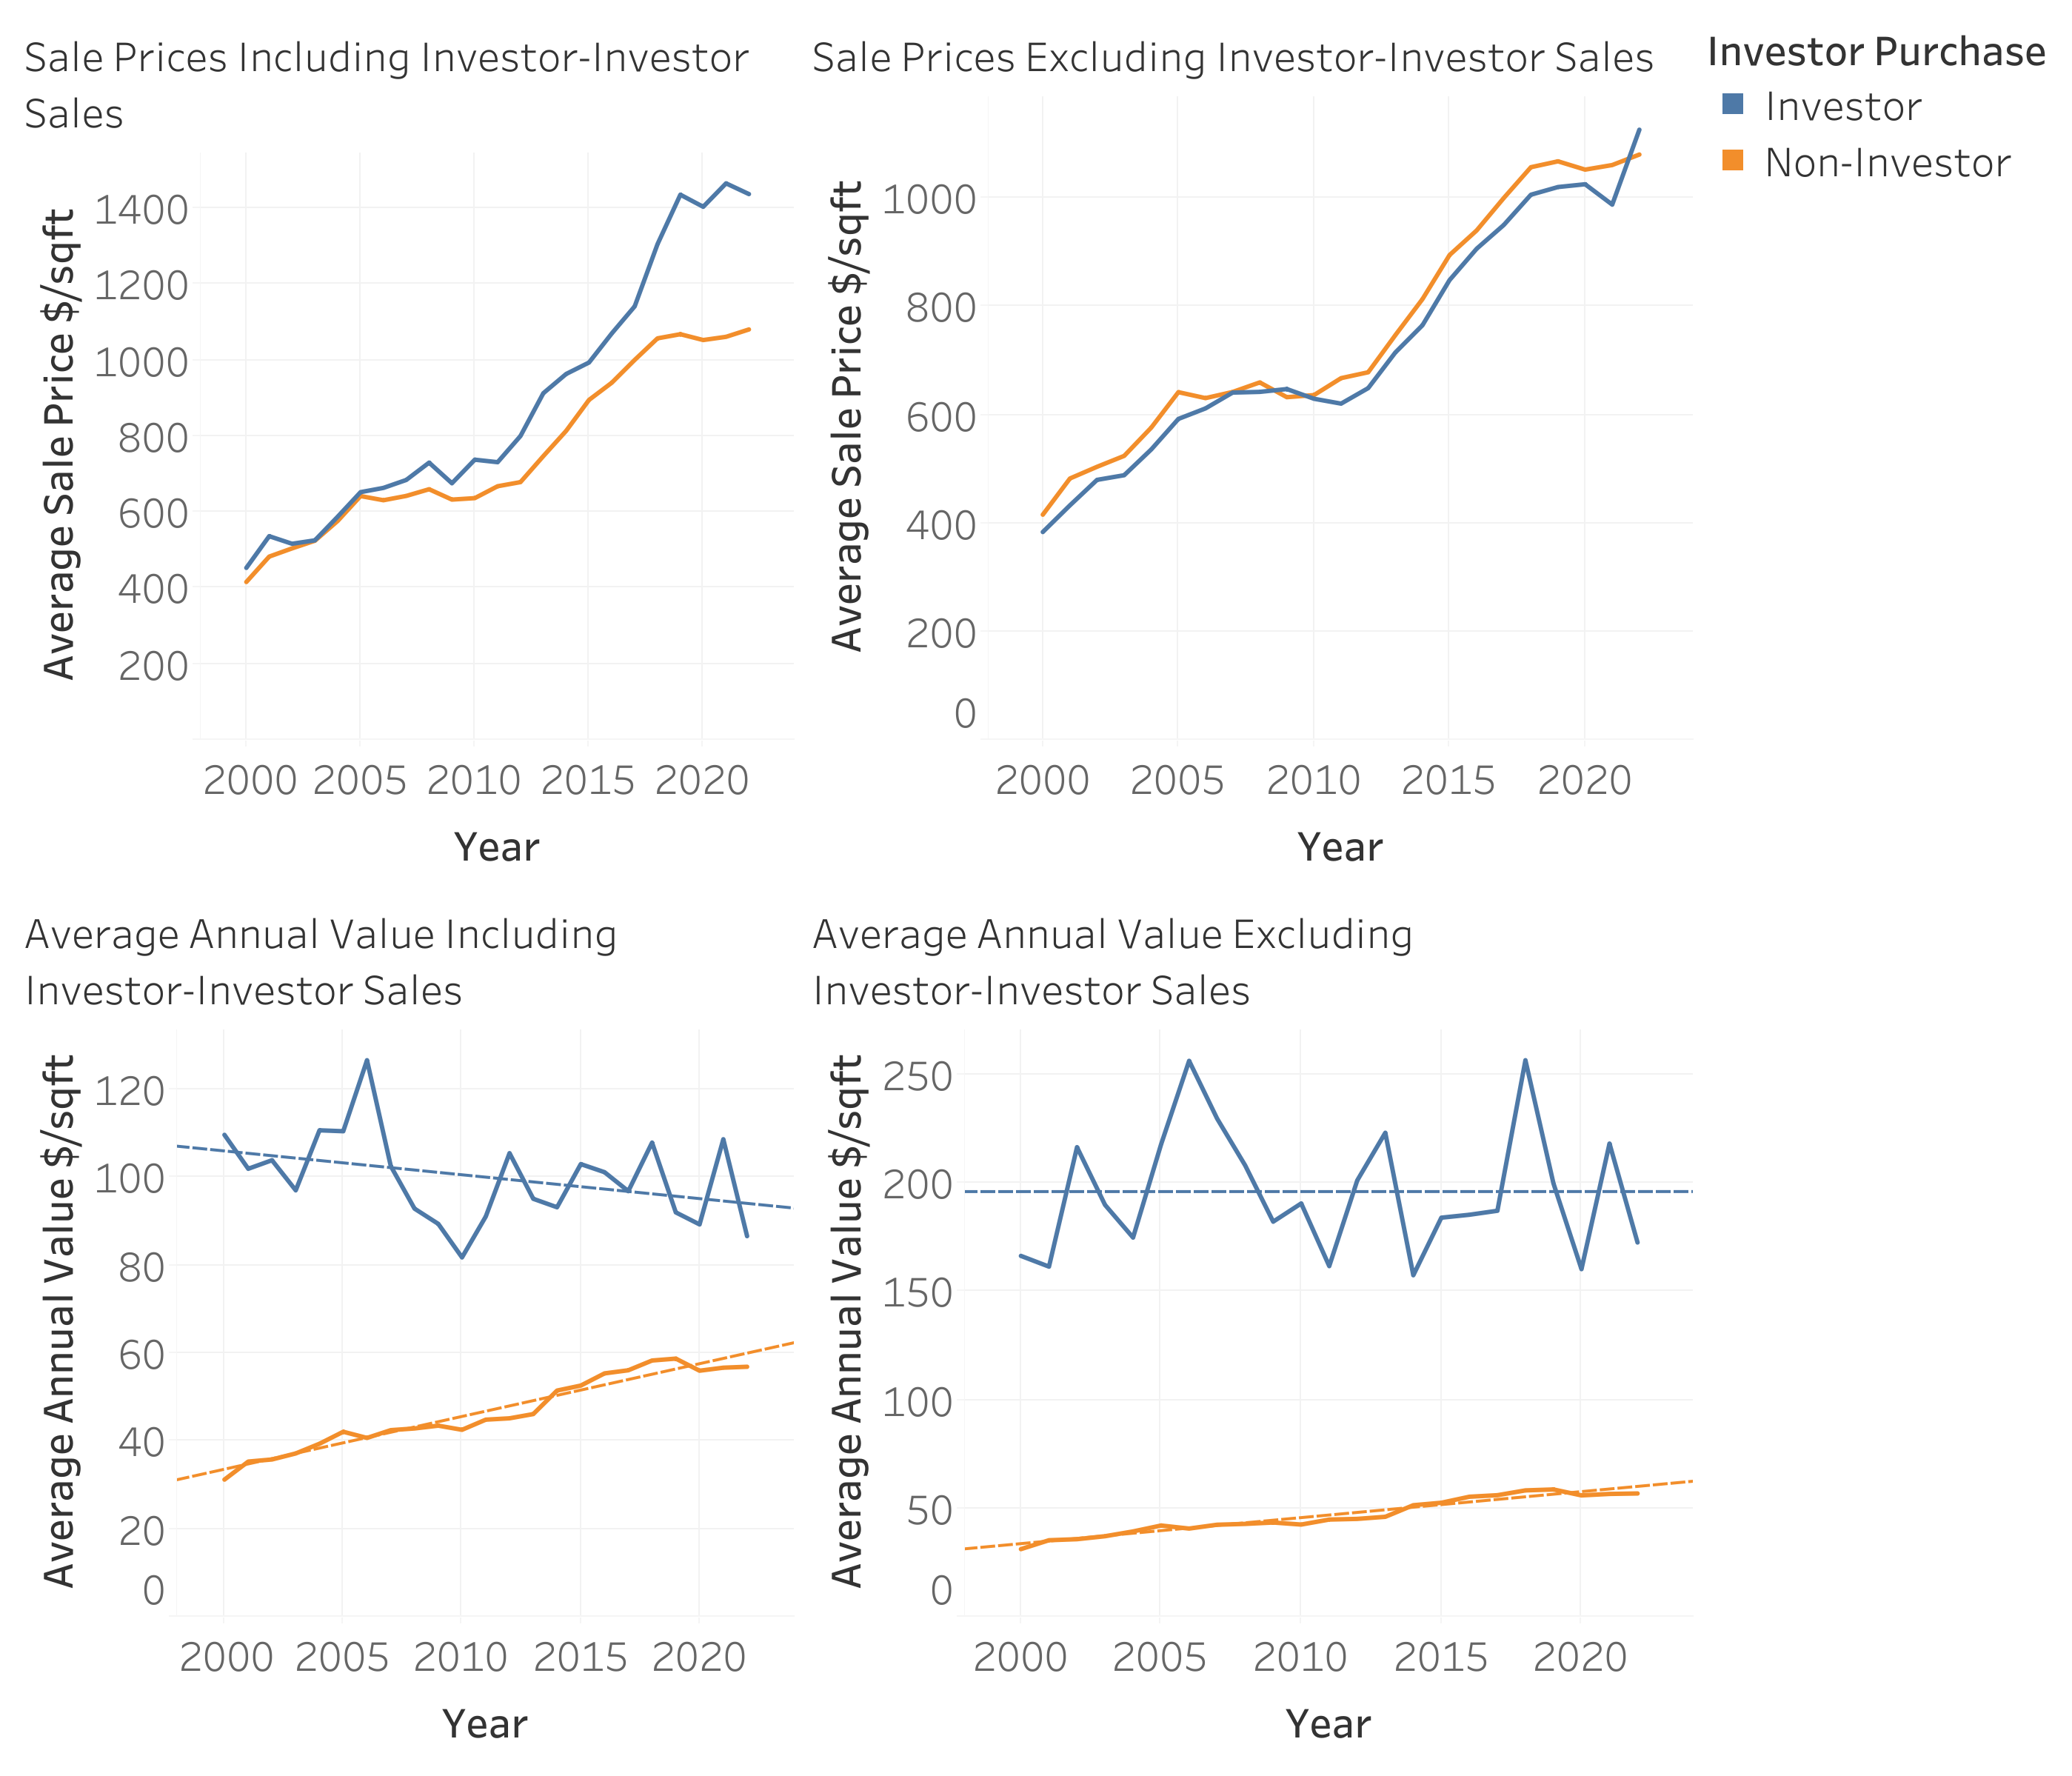 Sale Prices Including Investor-Investor
Sales
Average Sale Price $/sqft
1400
1200
1000
800
600
400
200
2000 2005 2010 2015 2020
Year
Sale Prices Excluding Investor-Investor Sales
Average Sale Price $/sqft
1000
800
600
400
200
0
2000 2005 2010 2015 2020
Year
Investor Purchase
Investor
Non-Investor
Average Annual Value Including
Investor-Investor Sales
Average Annual Value $/sqft
120
100
80
60
40
20
0
2000 2005 2010 2015 2020
Year
Average Annual Value Excluding
Investor-Investor Sales
Average Annual Value $/sqft
250
200
150
100
50
0
2000 2005 2010 2015 2020
Year